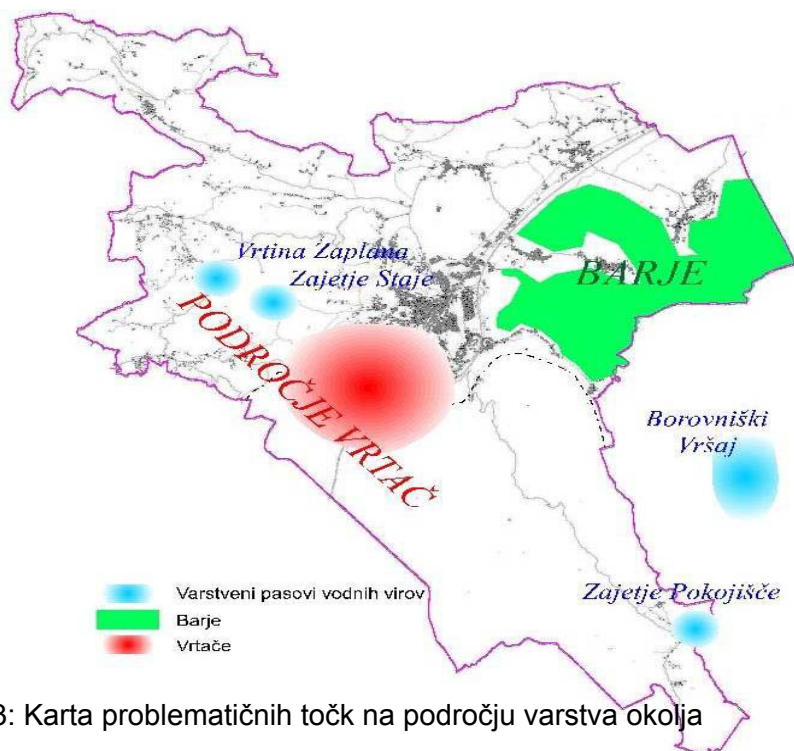 Vrtina Zaplana
Zajetje Staje
BARJE
PODROČJE VRTAČ
Borovniški
Vršaj
Zajetje Pokojišče
Varstveni pasovi vodnih virov
Barje
Vrtače
3: Karta problematičnih točk na področju varstva okolja